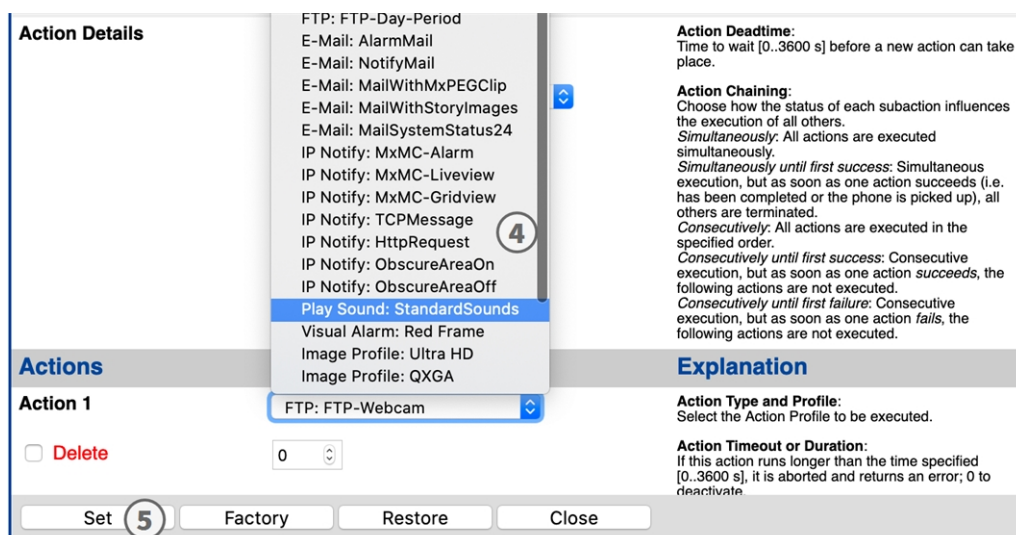 Action Details
FTP: FTP-Day-Period
E-Mail: AlarmMail
E-Mail: NotifyMail
E-Mail: MailWithMxPEGClip
E-Mail: MailWithStoryImages
E-Mail: MailSystemStatus24
IP Notify: MxMC-Alarm
IP Notify: MxMC-Liveview
IP Notify: MxMC-Gridview
IP Notify: TCPMessage
IP Notify: HttpRequest
4
IP Notify: ObscureAreaOn
IP Notify: ObscureAreaOff
Play Sound: StandardSounds
Visual Alarm: Red Frame
Image Profile: Ultra HD
Image Profile: QXGA
Action Deadtime:
Time to wait [0..3600 s] before a new action can take
place.
Action Chaining:
Choose how the status of each subaction influences
the execution of all others.
Simultaneously: All actions are executed
simultaneously.
Simultaneously until first success: Simultaneous
execution, but as soon as one action succeeds (i.e.
has been completed or the phone is picked up), all
others are terminated.
Consecutively: All actions are executed in the
specified order.
Consecutively until first success: Consecutive
execution, but as soon as one action succeeds, the
following actions are not executed.
Consecutively until first failure: Consecutive
execution, but as soon as one action fails, the
following actions are not executed.
Actions
Explanation
Action 1
FTP: FTP-Webcam
Action Type and Profile:
Select the Action Profile to be executed.
Delete
0
Action Timeout or Duration:
If this action runs longer than the time specified
[0..3600 s], it is aborted and returns an error; 0 to
deactivate.
Set
5
Factory
Restore
Close